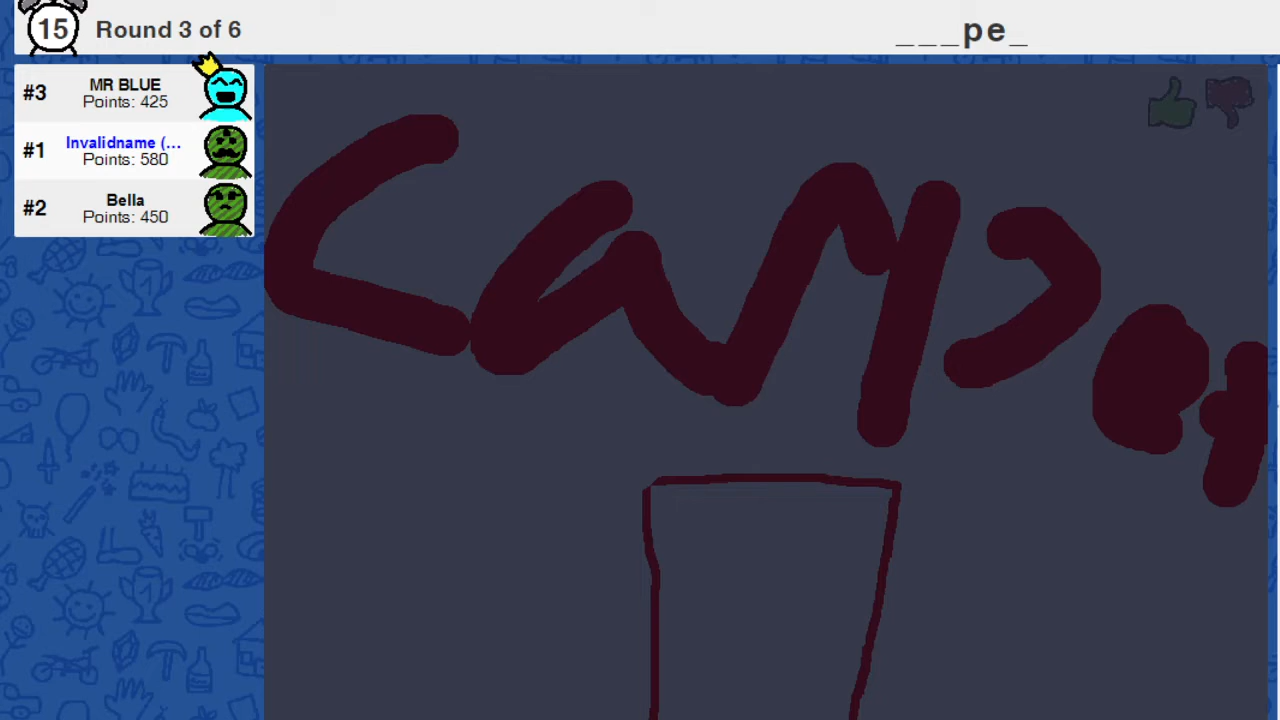 15
Round 3 of 6
___pe_
#3
MR BLUE
Points: 425
#1
Invalidname (...
Points: 580
#2
Bella
Points: 450
carpet